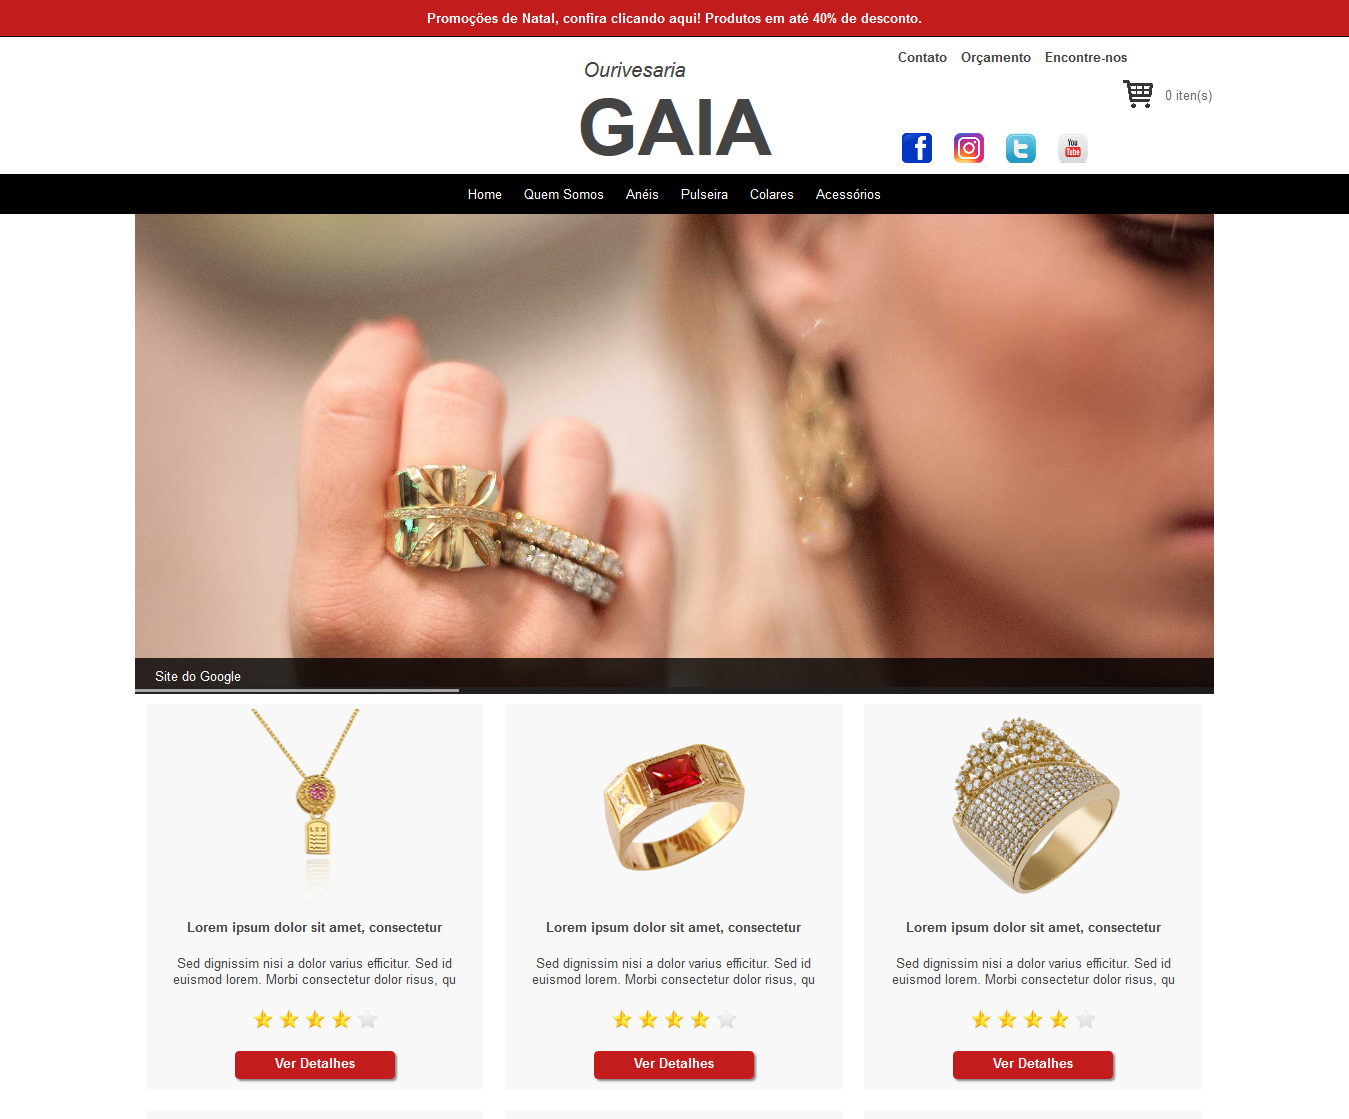 Promoções de Natal, confira clicando aqui! Produtos em até 40% de desconto.
Contato Orçamento Encontre-nos
Ourivesaria
GAIA
0 iten(s)
You
Tube
Home Quem Somos Anéis Pulseira Colares Acessórios
Site do Google
LEX
Lorem ipsum dolor sit amet, consectetur
Sed dignissim nisi a dolor varius efficitur. Sed id
euismod lorem. Morbi consectetur dolor risus, qu
Ver Detalhes
Lorem ipsum dolor sit amet, consectetur
Sed dignissim nisi a dolor varius efficitur. Sed id
euismod lorem. Morbi consectetur dolor risus, qu
Ver Detalhes
Lorem ipsum dolor sit amet, consectetur
Sed dignissim nisi a dolor varius efficitur. Sed id
euismod lorem. Morbi consectetur dolor risus, qu
Ver Detalhes